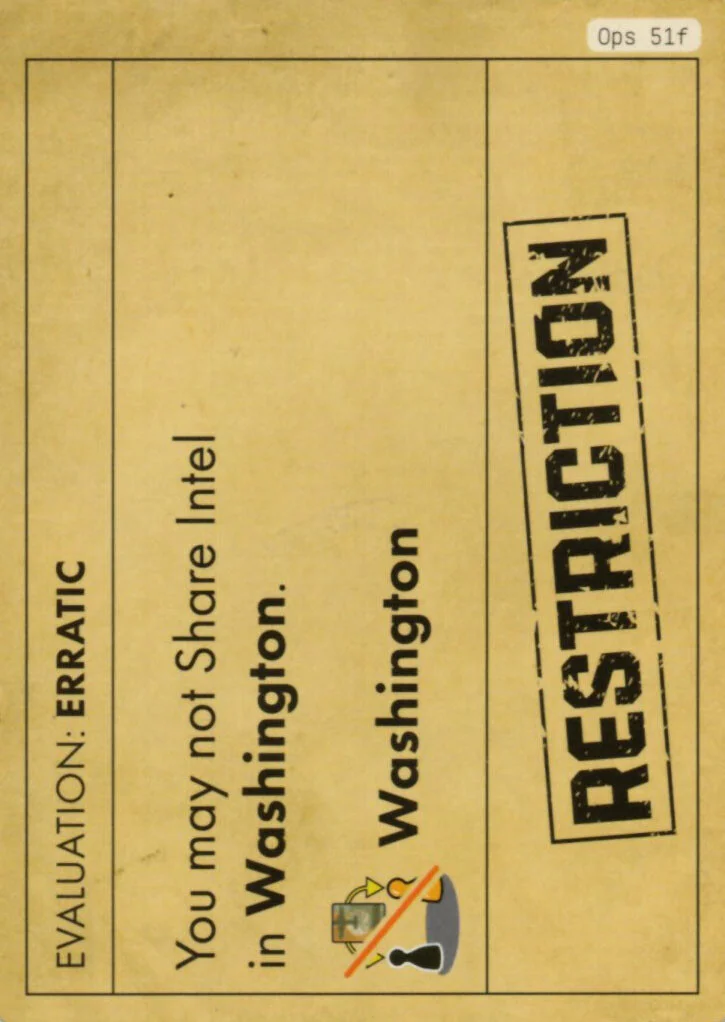 Ops 51f
EVALUATION: ERRATIC
You may not Share Intel
in Washington.
Washington
RESTRICTION